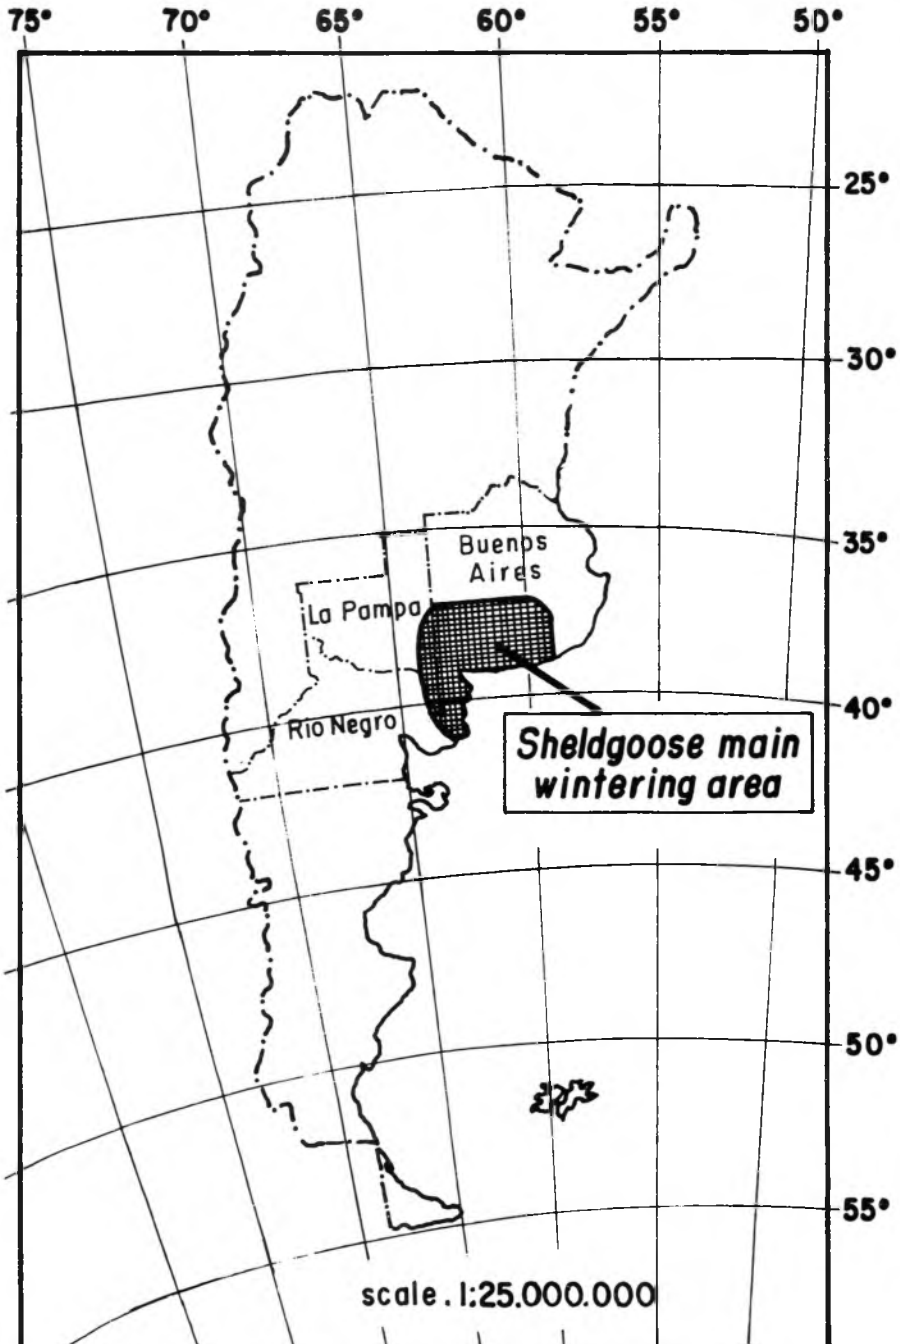 75° 70° 65° 60° 55° 50°
25°
30°
35°
Buenos
Aires
La Pampa
40°
Rio Negro
Sheldgoose main
wintering area
45°
50°
55°
scale. 1:25.000.000